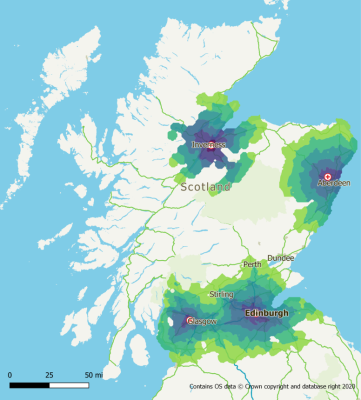 Inverness
Scotland
Aberdeen
Dundee
Perth
Stirling
Edinburgh
Glasgow
0 25 50 mi
Contains OS data © Crown copyright and database right 2020